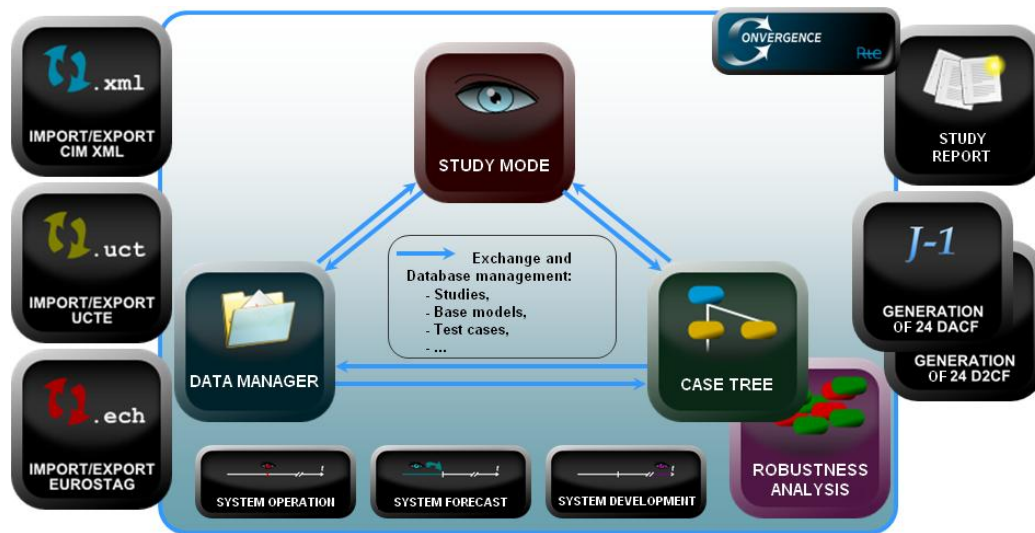 .xml
IMPORT/EXPORT
CIM XML
.uct
IMPORT/EXPORT
UCTE
.ech
IMPORT/EXPORT
EUROSTAG
STUDY MODE
ONVERGENCE
Rte
STUDY
REPORT
J-1
GENERATION
OF 24 DACF
GENERATION
OF 24 D2CF
Exchange and
Database management:
- Studies,
- Base models,
- Test cases,
- ...
DATA MANAGER
CASE TREE
ROBUSTNESS
ANALYSIS
t
SYSTEM OPERATION
t
SYSTEM FORECAST
t
SYSTEM DEVELOPMENT